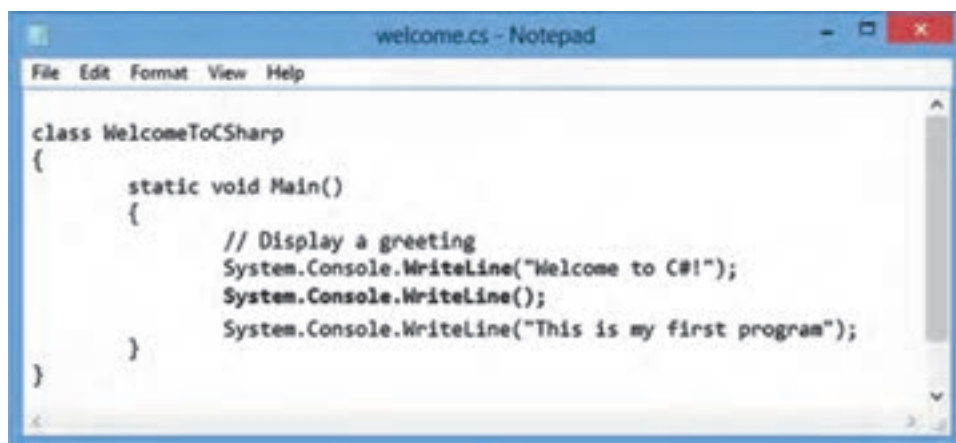 welcome.cs - Notepad
File Edit Format View Help
class WelcomeToCSharp
{
static void Main()
{
// Display a greeting
System.Console.WriteLine("Welcome to C#!");
System.Console.WriteLine();
System.Console.WriteLine("This is my first program");
}
}